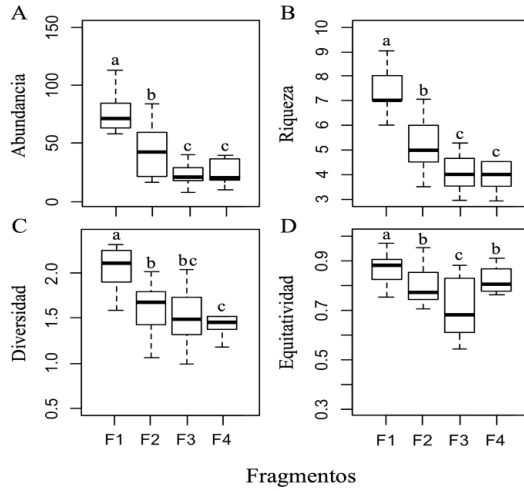 A
Abundancia
150
100
50
0
a
b
c
c
B
Riqueza
10
9
8
7
6
5
4
3
a
b
c
c
C
Diversidad
2.0
1.5
1.0
0.5
a
b
bc
c
F1 F2 F3 F4
D
Equitatividad
0.9
0.7
0.5
0.3
a
b
c
b
F1 F2 F3 F4
Fragmentos